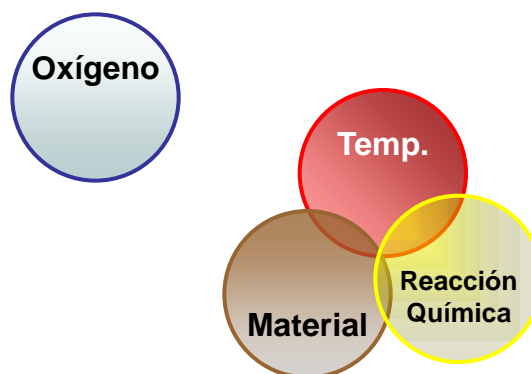 Oxígeno
Temp.
Material
Reacción
Química